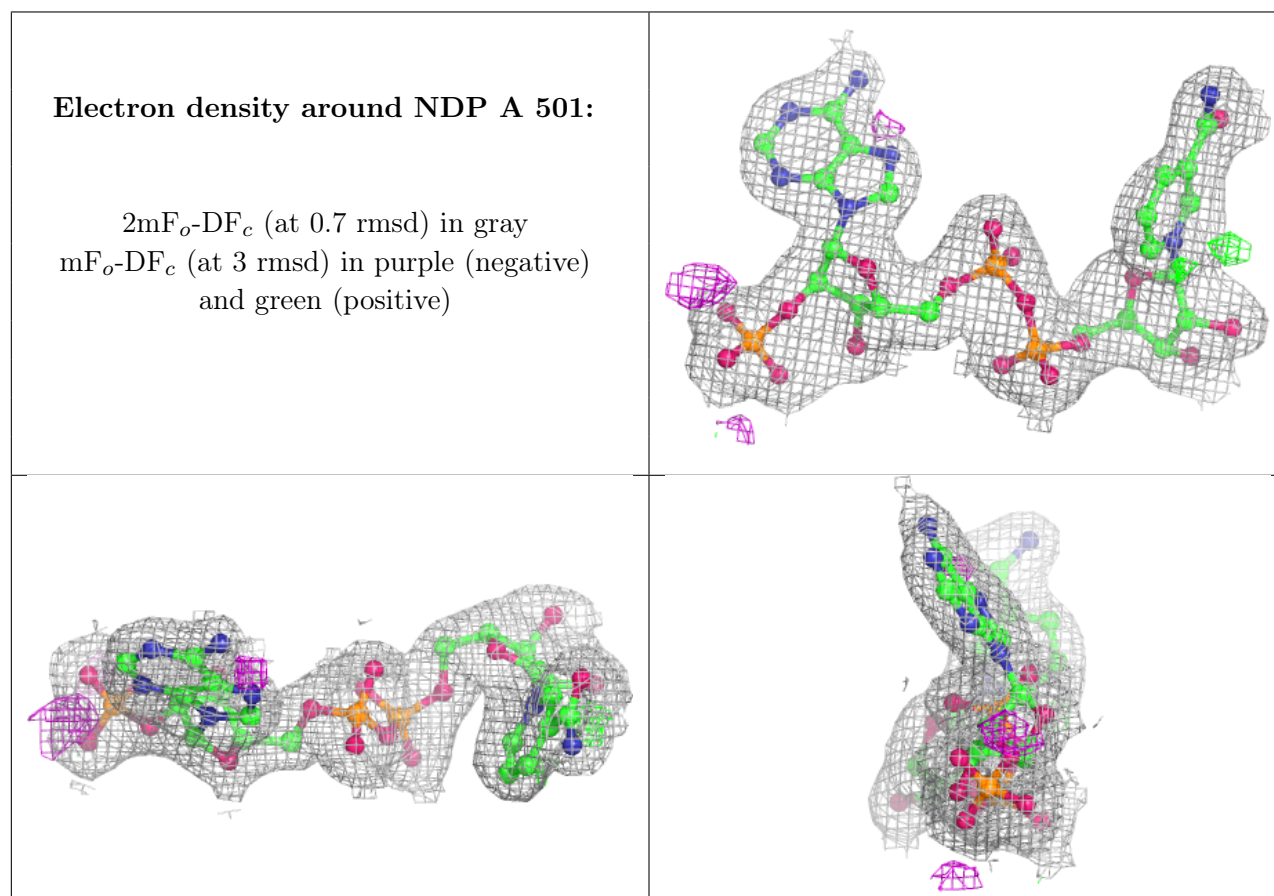 Electron density around NDP A 501:
2mFo-DFc (at 0.7 rmsd) in gray
mFo-DFc (at 3 rmsd) in purple (negative)
and green (positive)